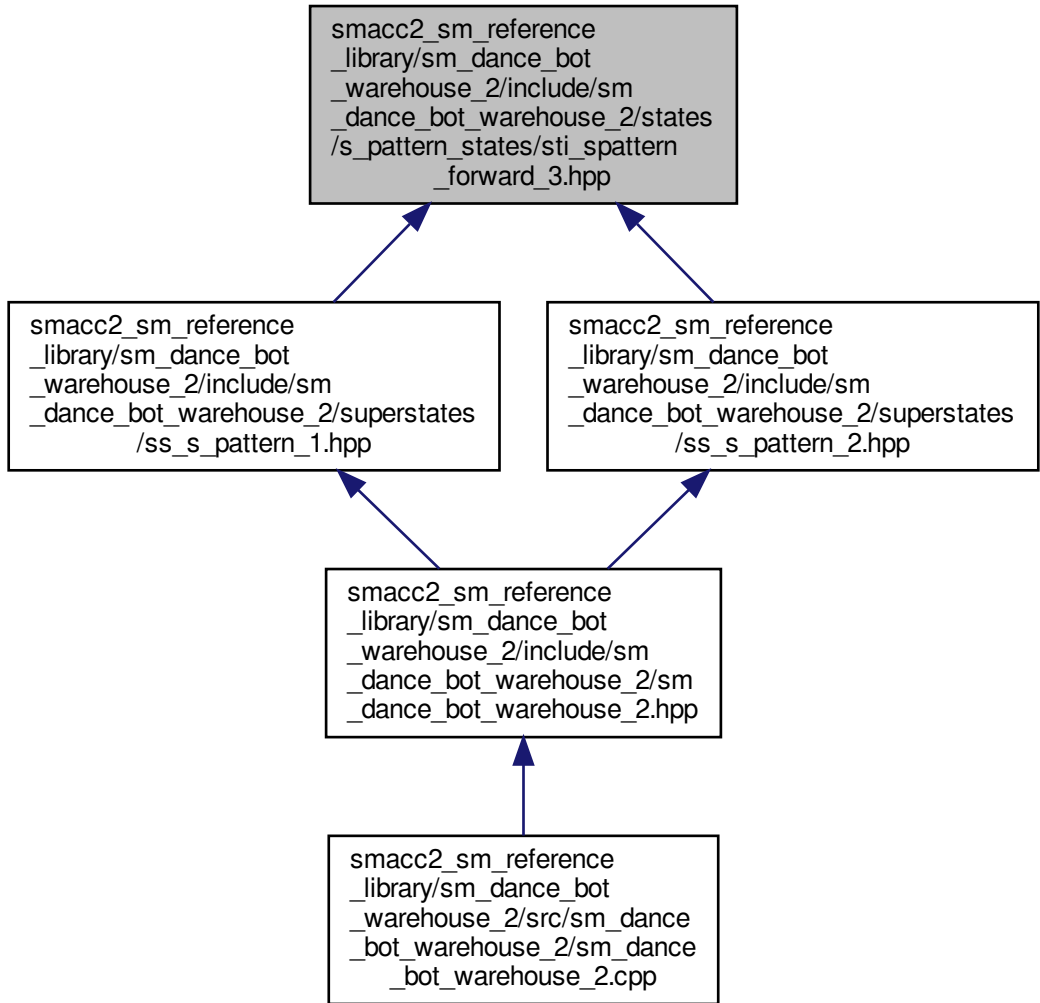 smacc2_sm_reference
_library/sm_dance_bot
_warehouse_2/include/sm
_dance_bot_warehouse_2/states
/s_pattern_states/sti_spattern
_forward_3.hpp
smacc2_sm_reference
_library/sm_dance_bot
_warehouse_2/include/sm
_dance_bot_warehouse_2/superstates
/ss_s_pattern_1.hpp
smacc2_sm_reference
_library/sm_dance_bot
_warehouse_2/include/sm
_dance_bot_warehouse_2/superstates
/ss_s_pattern_2.hpp
smacc2_sm_reference
_library/sm_dance_bot
_warehouse_2/include/sm
_dance_bot_warehouse_2/sm
_dance_bot_warehouse_2.hpp
smacc2_sm_reference
_library/sm_dance_bot
_warehouse_2/src/sm_dance
_bot_warehouse_2/sm_dance
_bot_warehouse_2.cpp